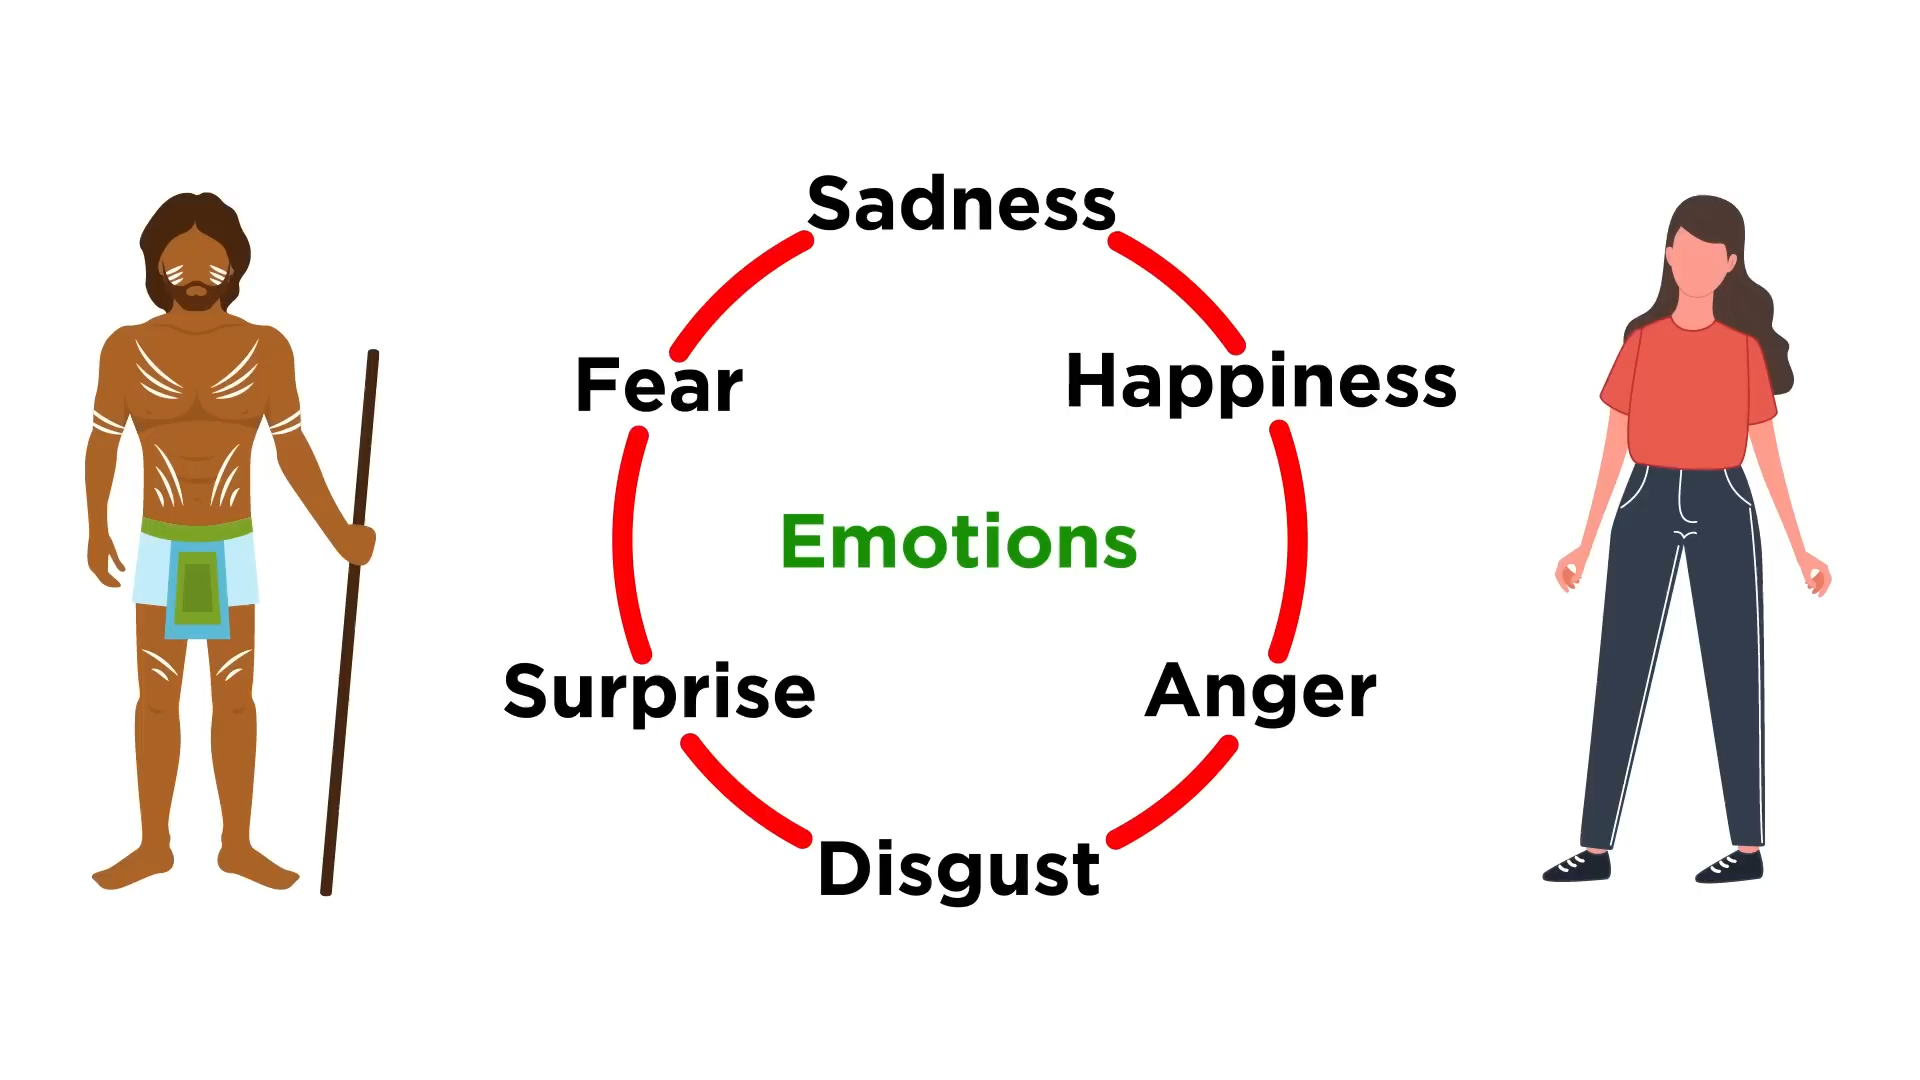 Sadness
Fear
Happiness
Emotions
Surprise
Anger
Disgust